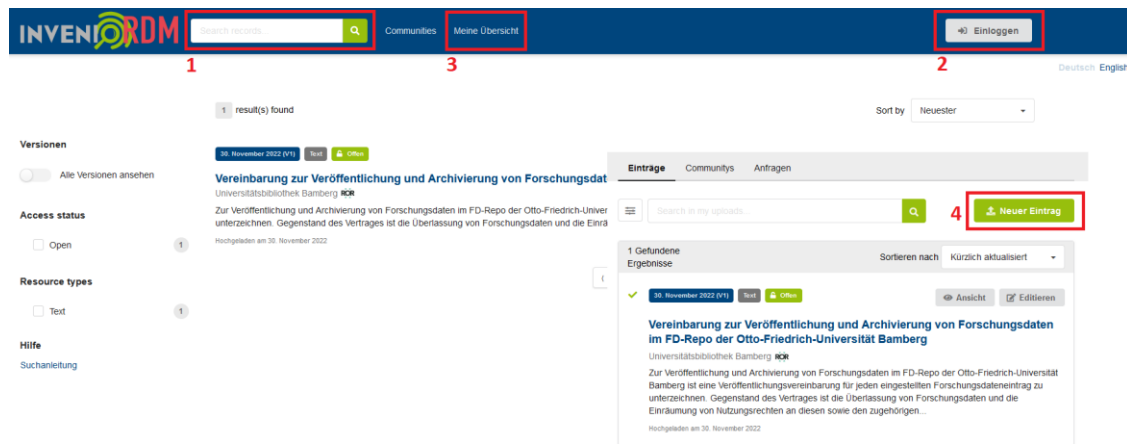 INVENIORDM
Search records...
Communities
Meine Übersicht
Einloggen
1
3
2
Deutsch English
1 result(s) found
Sort by Neuester
Versionen
Alle Versionen ansehen
Access status
Open 1
Resource types
Text 1
Hilfe
Suchanleitung
30. November 2022 (V1) Text Offen
Vereinbarung zur Veröffentlichung und Archivierung von Forschungsdat
Universitätsbibliothek Bamberg ROR
Zur Veröffentlichung und Archivierung von Forschungsdaten im FD-Repo der Otto-Friedrich-Univer
unterzeichnen. Gegenstand des Vertrages ist die Überlassung von Forschungsdaten und die Einrä
Hochgeladen am 30. November 2022
Einträge Communitys Anfragen
Search in my uploads...
4
Neuer Eintrag
1 Gefundene
Ergebnisse
Sortieren nach Kürzlich aktualisiert
30. November 2022 (V1) Text Offen
Ansicht Editieren
Vereinbarung zur Veröffentlichung und Archivierung von Forschungsdaten
im FD-Repo der Otto-Friedrich-Universität Bamberg
Universitätsbibliothek Bamberg ROR
Zur Veröffentlichung und Archivierung von Forschungsdaten im FD-Repo der Otto-Friedrich-Universität
Bamberg ist eine Veröffentlichungsvereinbarung für jeden eingestellten Forschungsdateneintrag zu
unterzeichnen. Gegenstand des Vertrages ist die Überlassung von Forschungsdaten und die
Einräumung von Nutzungsrechten an diesen sowie den zugehörigen...
Hochgeladen am 30. November 2022